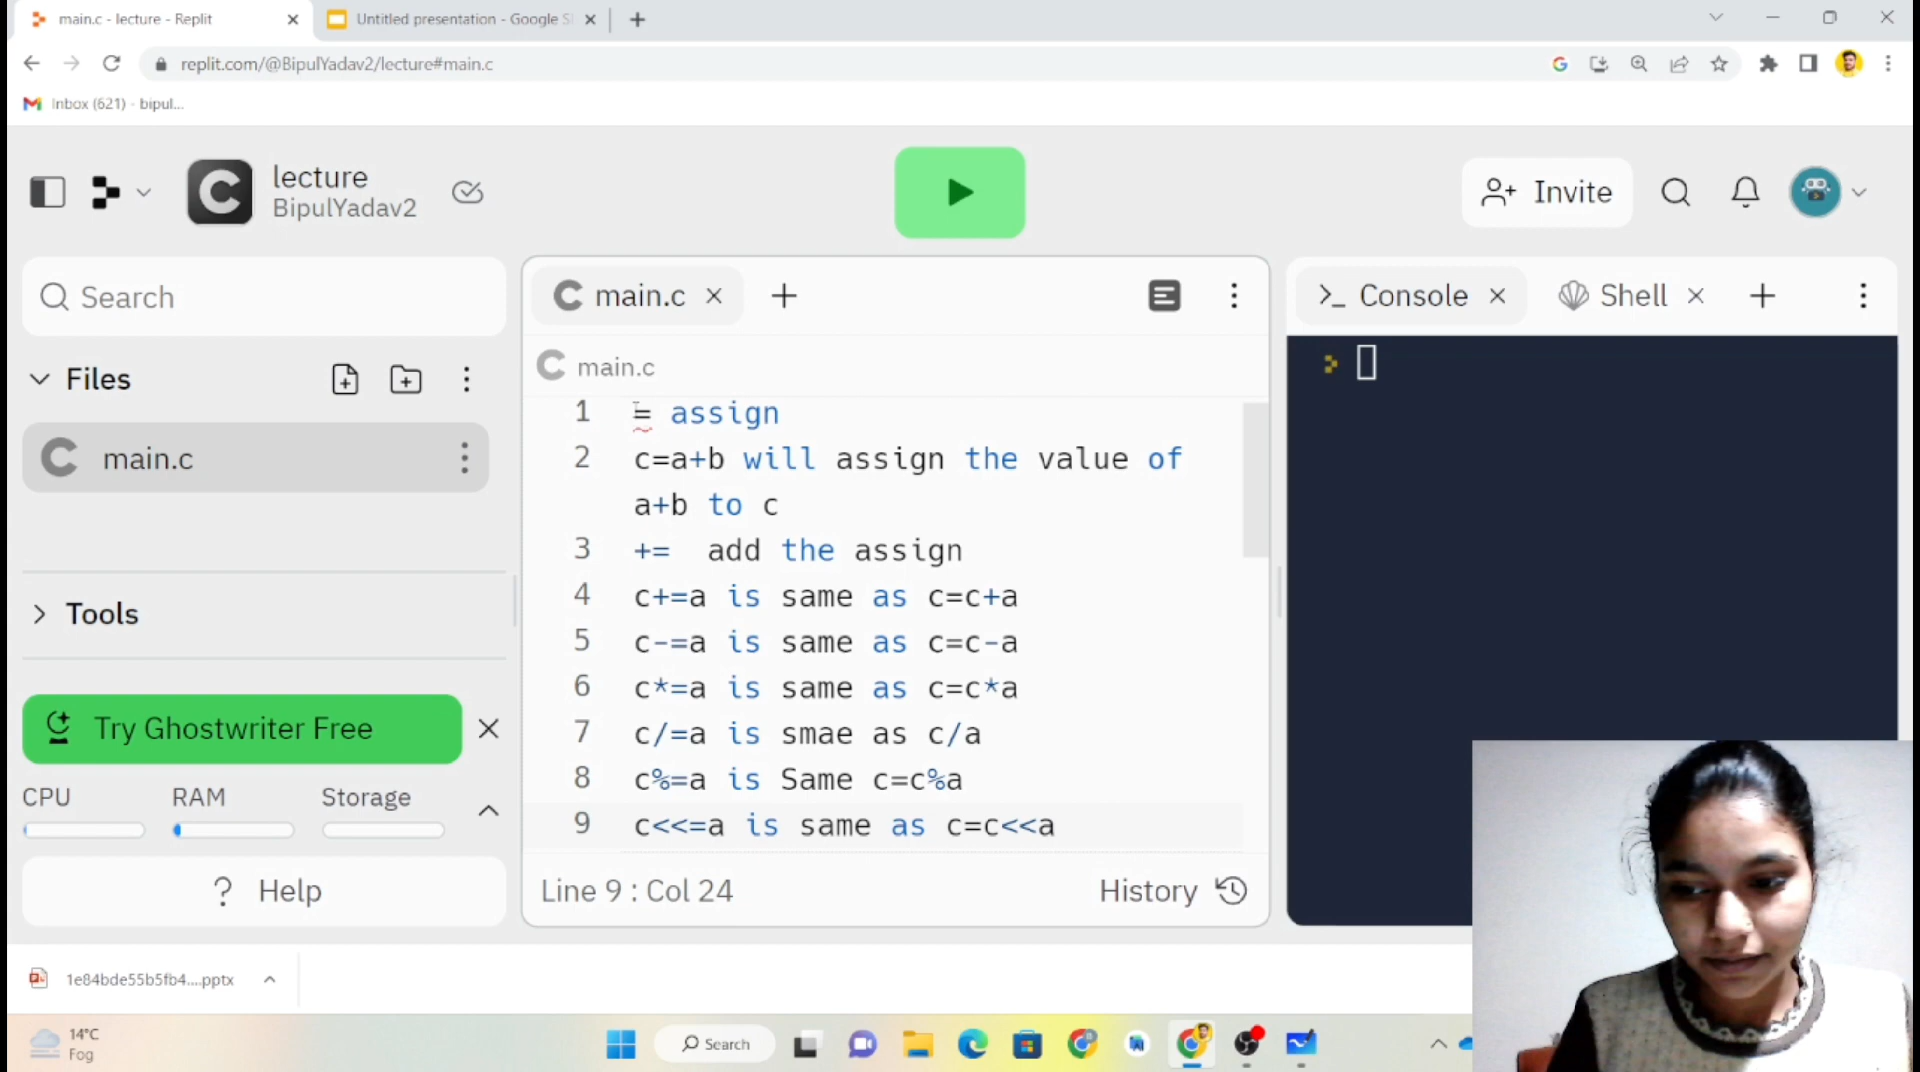 main.c - lecture - Replit
Untitled presentation - Google Sl
replit.com/@BipulYadav2/lecture#main.c
Inbox (621) - bipul...
lecture
BipulYadav2
Invite
Search
Files
main.c
Tools
Try Ghostwriter Free
CPU RAM Storage
? Help
main.c
main.c
1 = assign
2 c=a+b will assign the value of
a+b to c
3 +=  add the assign
4 c+=a is same as c=c+a
5 c-=a is same as c=c-a
6 c*=a is same as c=c*a
7 c/=a is smae as c/a
8 c%=a is Same c=c%a
9 c<<=a is same as c=c<<a
Line 9 : Col 24
History
Console
Shell
1e84bde55b5fb4....pptx
14°C
Fog
Search